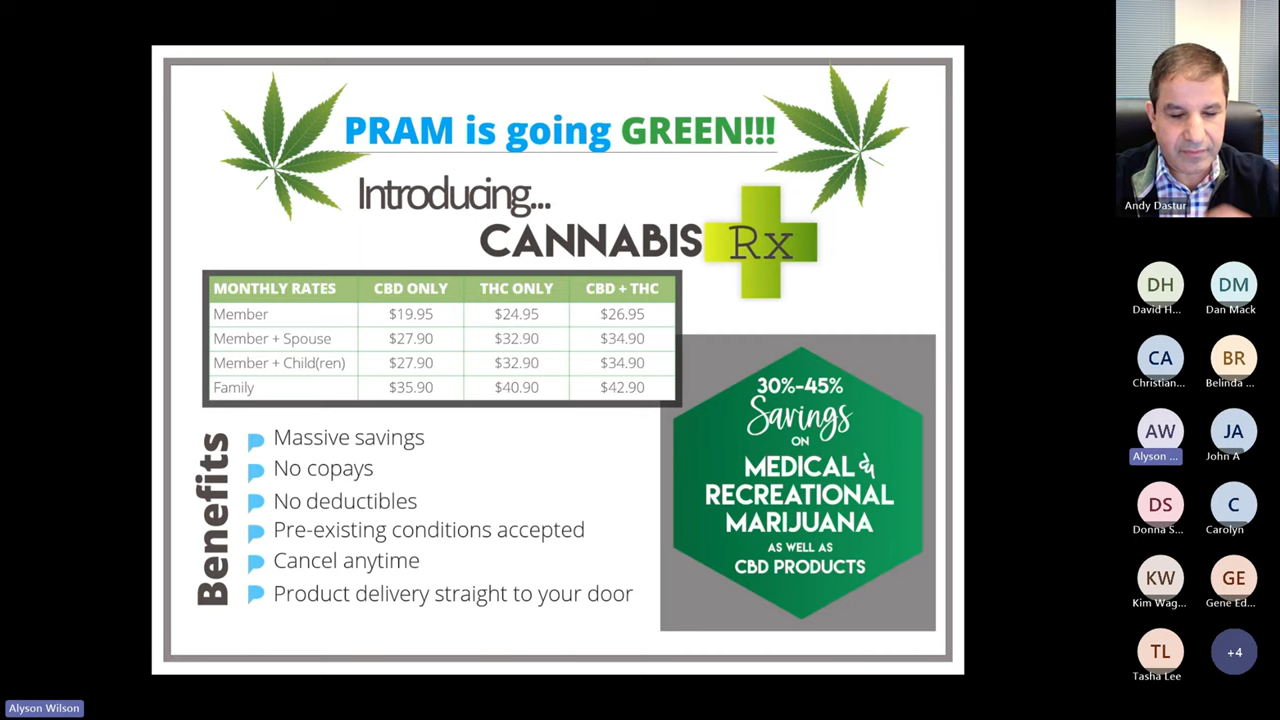 PRAM is going GREEN!!!
Introducing...
CANNABIS Rx
MONTHLY RATES CBD ONLY THC ONLY CBD + THC
Member $19.95 $24.95 $26.95
Member + Spouse $27.90 $32.90 $34.90
Member + Child(ren) $27.90 $32.90 $34.90
Family $35.90 $40.90 $42.90
Benefits
Massive savings
No copays
No deductibles
Pre-existing conditions accepted
Cancel anytime
Product delivery straight to your door
30%-45%
Savings
ON
MEDICAL &
RECREATIONAL
MARIJUANA
AS WELL AS
CBD PRODUCTS
Andy Dastur
DH DM
David H... Dan Mack
CA BR
Christian... Belinda ...
AW JA
Alyson ... John A
DS C
Donna S... Carolyn
KW GE
Kim Wag... Gene Ed...
TL +4
Tasha Lee
Alyson Wilson